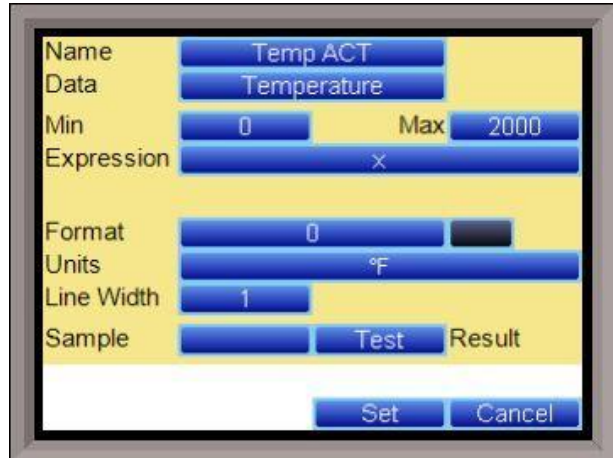 Name Temp ACT
Data Temperature
Min 0 Max 2000
Expression x
Format 0
Units °F
Line Width 1
Sample Test Result
Set Cancel